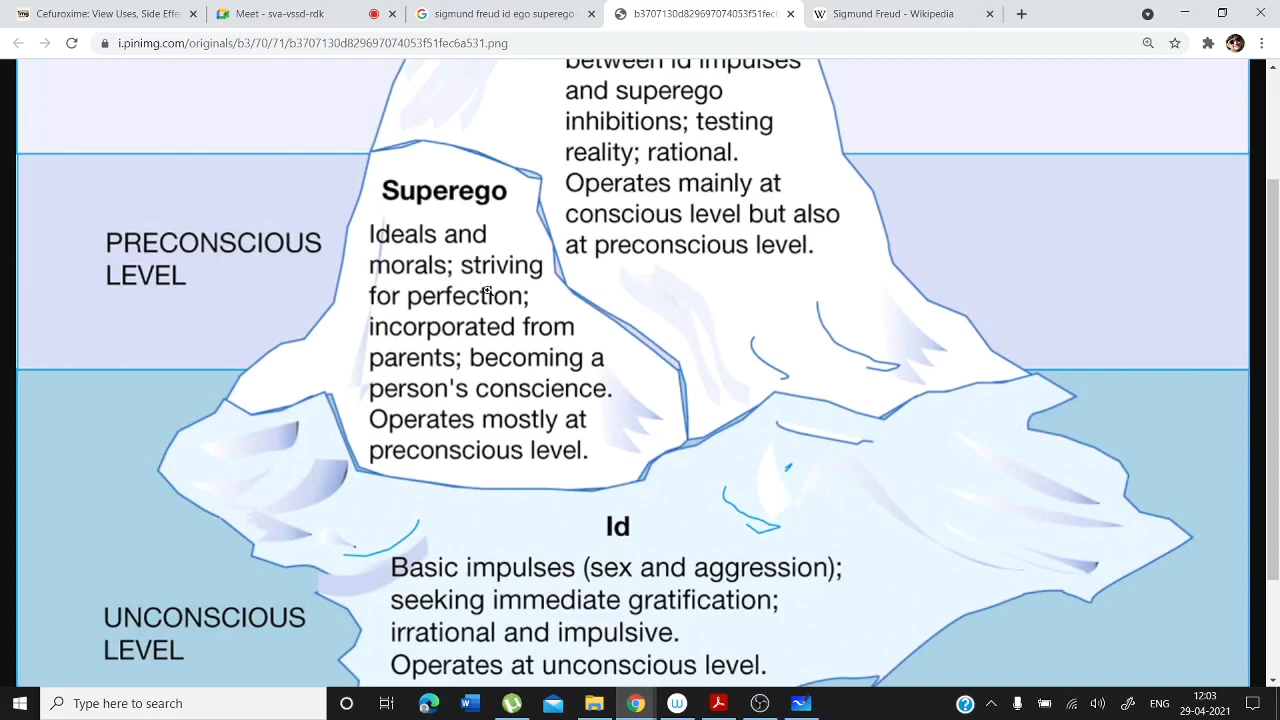 Cefuroxime Uses, Side Effe
Meet - sva-vssd-rdk
sigmund freud id ego superego -
b3707130d829697074053f51fec6
Sigmund Freud - Wikipedia
i.pinimg.com/originals/b3/70/71/b3707130d829697074053f51fec6a531.png
between id impulses
and superego
inhibitions; testing
reality; rational.
Operates mainly at
conscious level but also
at preconscious level.
PRECONSCIOUS
LEVEL
Superego
Ideals and
morals; striving
for perfection;
incorporated from
parents; becoming a
person's conscience.
Operates mostly at
preconscious level.
Id
Basic impulses (sex and aggression);
seeking immediate gratification;
irrational and impulsive.
Operates at unconscious level.
UNCONSCIOUS
LEVEL
Type here to search
ENG
12:03
29-04-2021